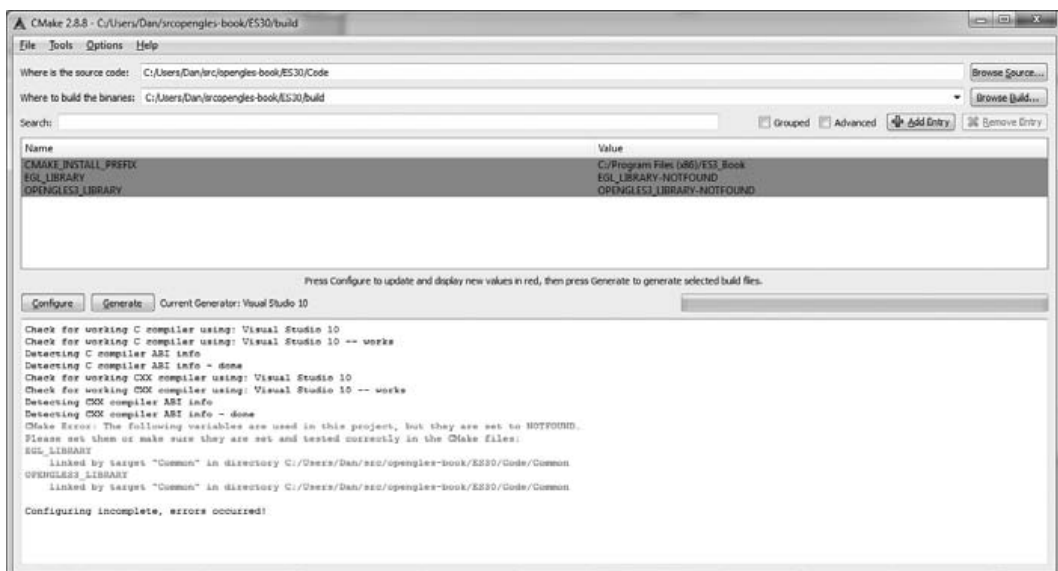 CMake 2.8.8 - C:/Users/Dan/srcopengles-book/ES30/build
File Tools Options Help
Where is the source code: C:/Users/Dan/src/opengles-book/ES30/Code Browse Source...
Where to build the binaries: C:/Users/Dan/srcopengles-book/ES30/build Browse Build...
Search: Grouped Advanced Add Entry Remove Entry
Name Value
CMAKE_INSTALL_PREFIX C:/Program Files (x86)/ES3_Book
EGL_LIBRARY EGL_LIBRARY-NOTFOUND
OPENGLES3_LIBRARY OPENGLES3_LIBRARY-NOTFOUND
Press Configure to update and display new values in red, then press Generate to generate selected build files.
Configure Generate Current Generator: Visual Studio 10
Check for working C compiler using: Visual Studio 10
Check for working C compiler using: Visual Studio 10 -- works
Detecting C compiler ABI info
Detecting C compiler ABI info - done
Check for working CXX compiler using: Visual Studio 10
Check for working CXX compiler using: Visual Studio 10 -- works
Detecting CXX compiler ABI info
Detecting CXX compiler ABI info - done
CMake Error: The following variables are used in this project, but they are set to NOTFOUND.
Please set them or make sure they are set and tested correctly in the CMake files:
EGL_LIBRARY
linked by target "Common" in directory C:/Users/Dan/src/opengles-book/ES30/Code/Common
OPENGLES3_LIBRARY
linked by target "Common" in directory C:/Users/Dan/src/opengles-book/ES30/Code/Common
Configuring incomplete, errors occurred!